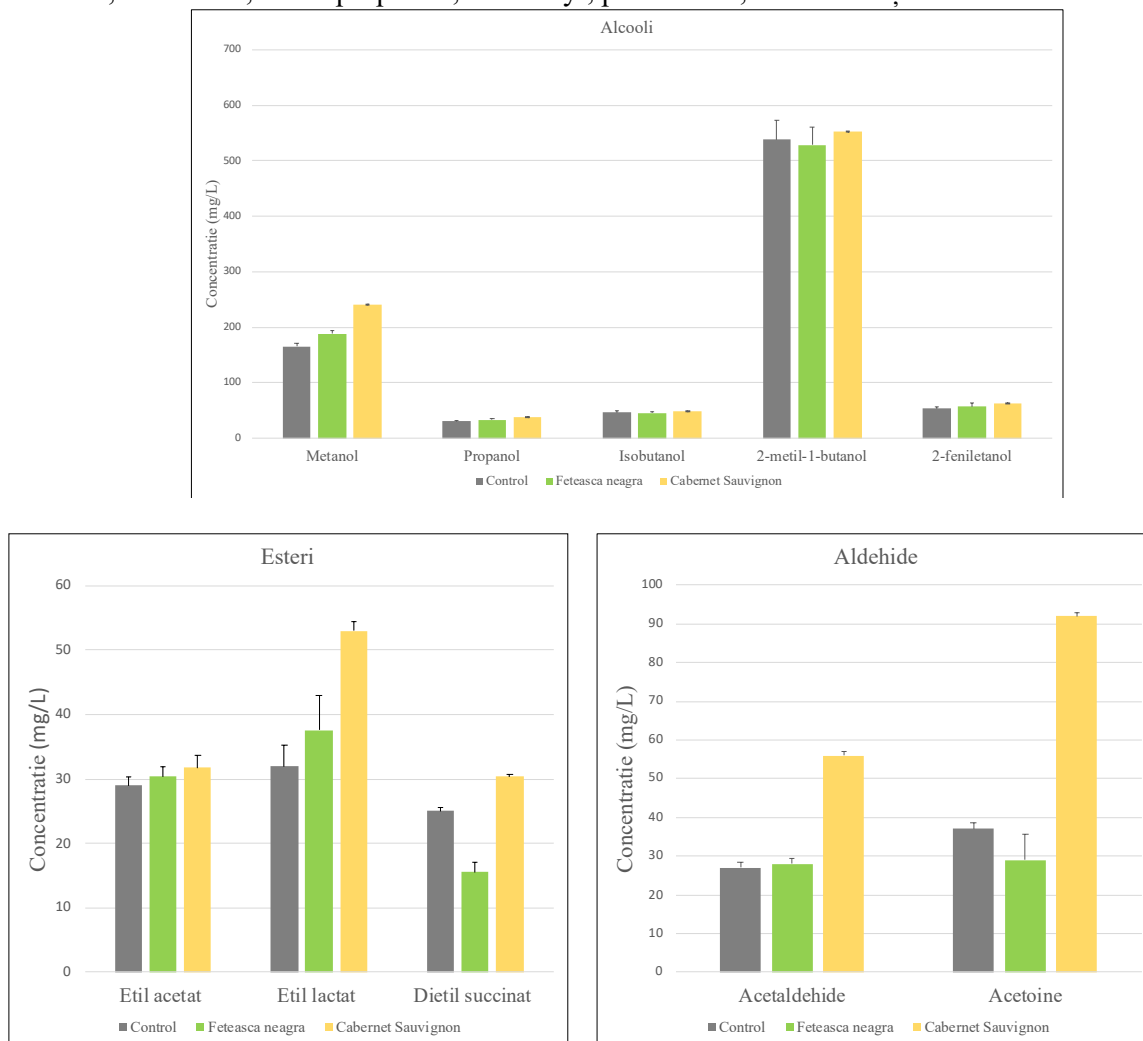 Alcooli
700
600
500
400
300
200
100
0
Concentratie (mg/L)
Metanol Propanol Isobutanol 2-metil-1-butanol 2-feniletanol
Control Feteasca neagra Cabernet Sauvignon
Esteri
60
50
40
30
20
10
0
Concentratie (mg/L)
Etil acetat Etil lactat Dietil succinat
Control Feteasca neagra Cabernet Sauvignon
Aldehide
100
90
80
70
60
50
40
30
20
10
0
Concentratie (mg/L)
Acetaldehide Acetoine
Control Feteasca neagra Cabernet Sauvignon